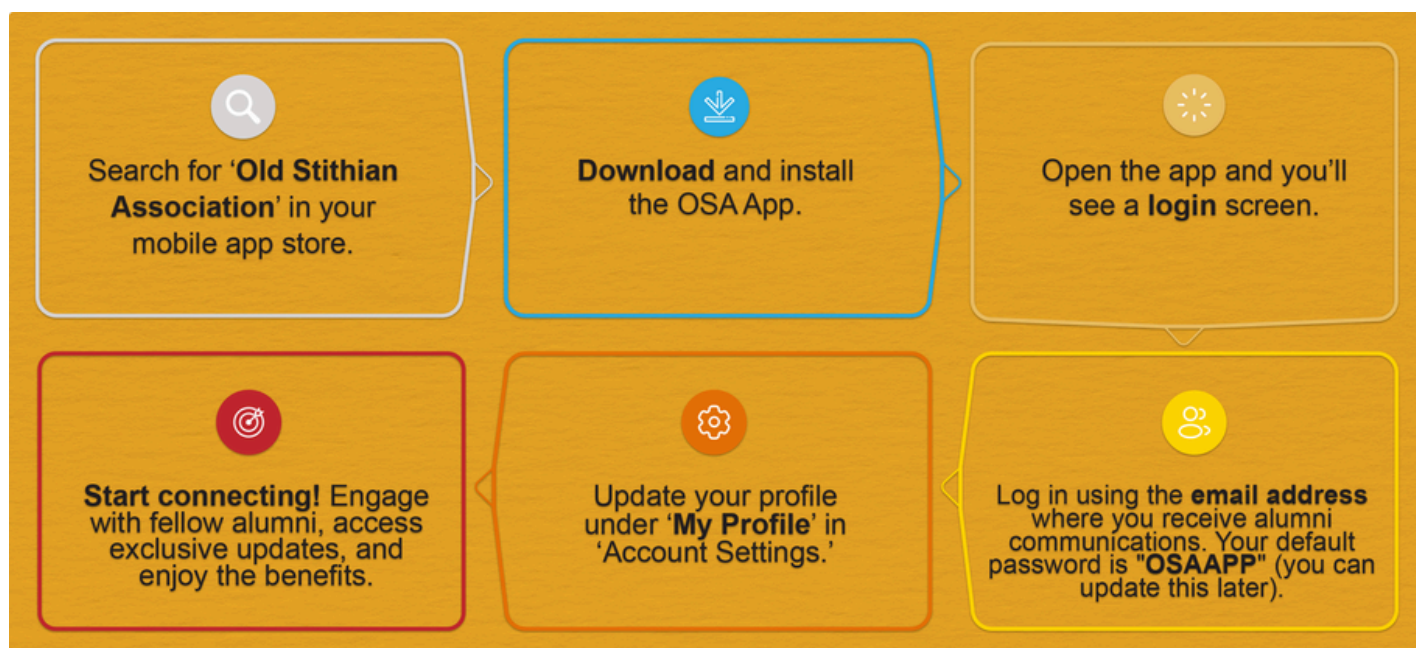 Search for ‘Old Stithian
Association’ in your
mobile app store.
Download and install
the OSA App.
Open the app and you’ll
see a login screen.
Log in using the email address
where you receive alumni
communications. Your default
password is "OSAAPP" (you can
update this later).
Update your profile
under ‘My Profile’ in
‘Account Settings.’
Start connecting! Engage
with fellow alumni, access
exclusive updates, and
enjoy the benefits.